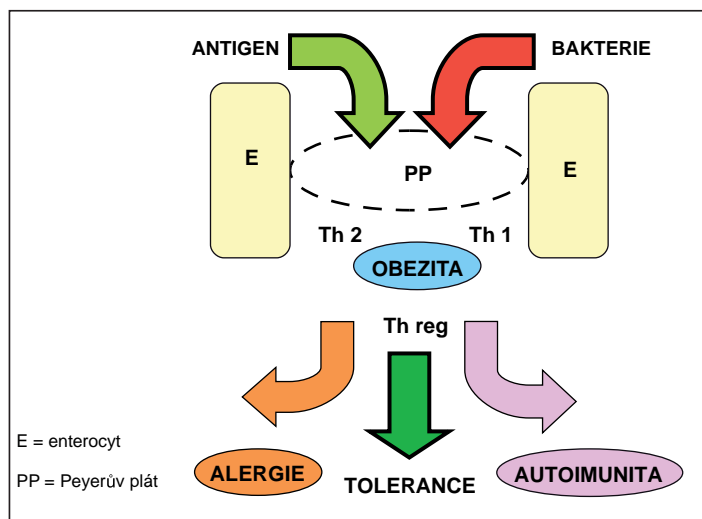 ANTIGEN BAKTERIE
E PP E
Th 2 Th 1
OBEZITA
Th reg
E = enterocyt
PP = Peyerův plát
ALERGIE TOLERANCE AUTOIMUNITA